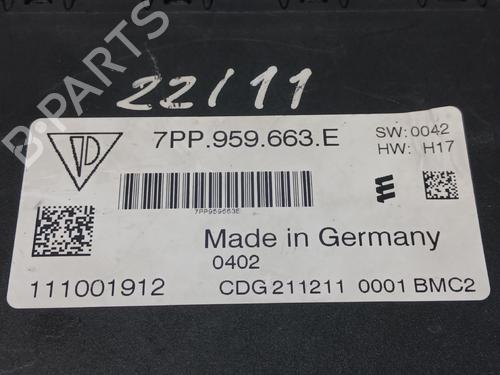 B-PARTS
22/11
7PP.959.663.E
SW:0042
HW: H17
7PP959663E
Made in Germany
0402
111001912
CDG 211211 0001 BMC2